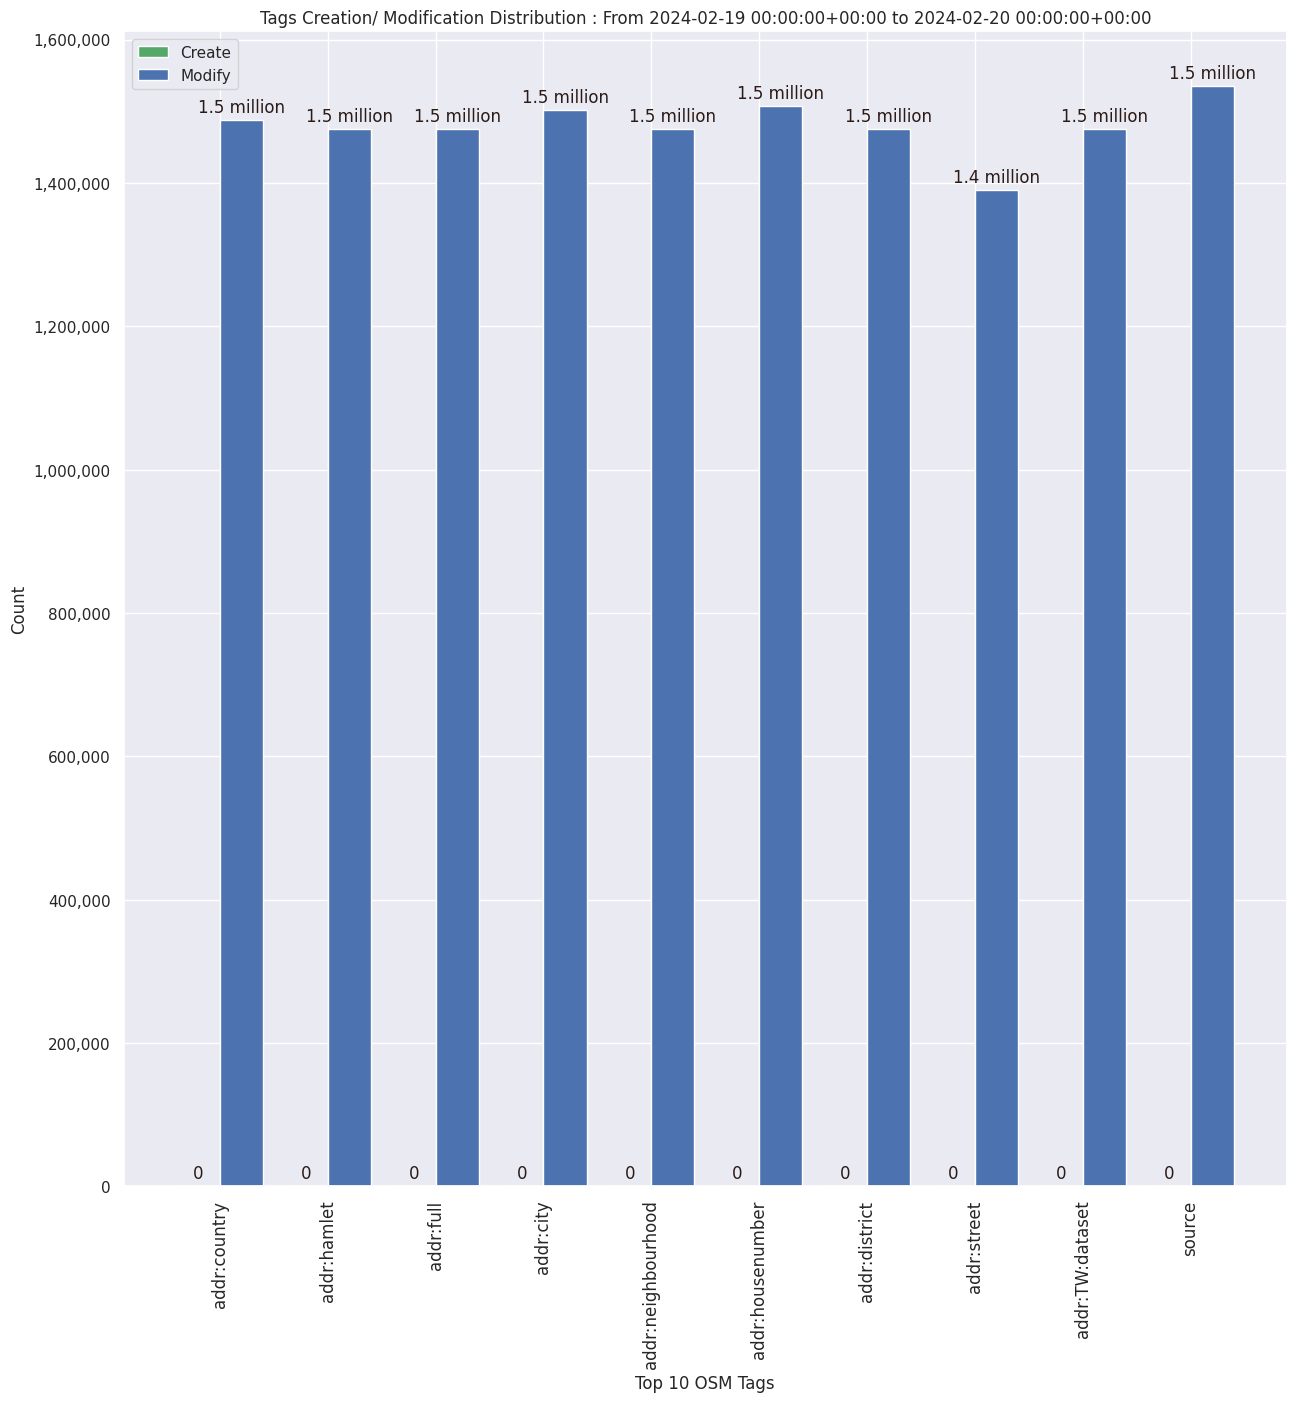 Tags Creation/ Modification Distribution : From 2024-02-19 00:00:00+00:00 to 2024-02-20 00:00:00+00:00
Create
Modify
1,600,000
1,400,000
1,200,000
1,000,000
800,000
600,000
400,000
200,000
0
Count
1.5 million
1.5 million
1.5 million
1.5 million
1.5 million
1.5 million
1.5 million
1.4 million
1.5 million
1.5 million
0
0
0
0
0
0
0
0
0
0
addr:country
addr:hamlet
addr:full
addr:city
addr:neighbourhood
addr:housenumber
addr:district
addr:street
addr:TW:dataset
source
Top 10 OSM Tags